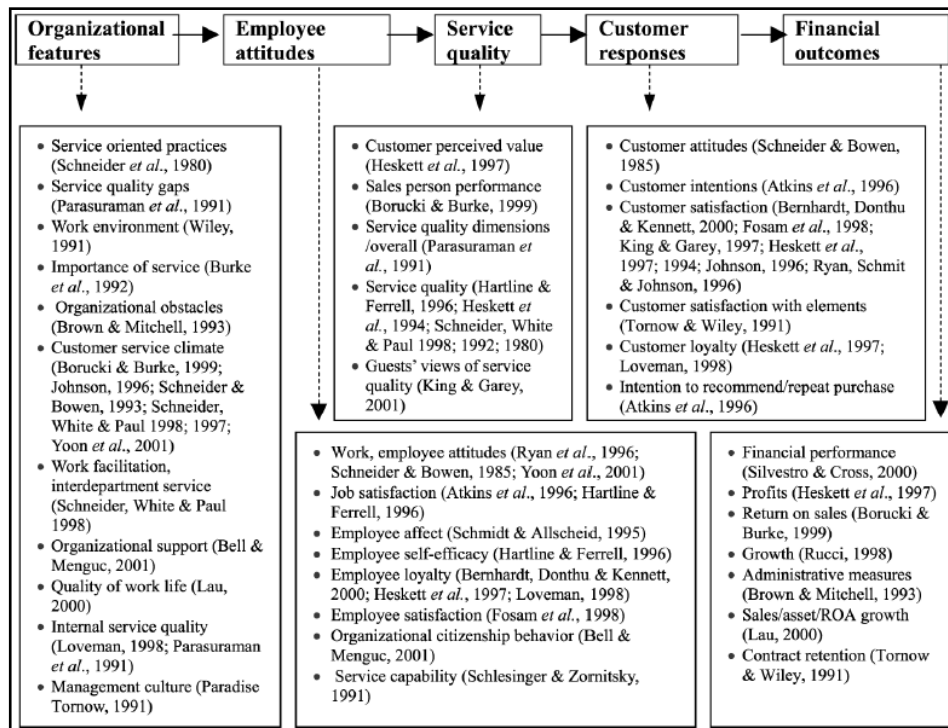 Organizational
features
Employee
attitudes
Service
quality
Customer
responses
Financial
outcomes
Service oriented practices
(Schneider et al., 1980)
Service quality gaps
(Parasuraman et al., 1991)
Work environment (Wiley,
1991)
Importance of service (Burke
et al., 1992)
Organizational obstacles
(Brown & Mitchell, 1993)
Customer service climate
(Borucki & Burke, 1999;
Johnson, 1996; Schneider &
Bowen, 1993; Schneider,
White & Paul 1998; 1997;
Yoon et al., 2001)
Work facilitation,
interdepartment service
(Schneider, White & Paul
1998)
Organizational support (Bell &
Menguc, 2001)
Quality of work life (Lau,
2000)
Internal service quality
(Loveman, 1998; Parasuraman
et al., 1991)
Management culture (Paradise
Tornow, 1991)
Customer perceived value
(Heskett et al., 1997)
Sales person performance
(Borucki & Burke, 1999)
Service quality dimensions
/overall (Parasuraman et
al., 1991)
Service quality (Hartline &
Ferrell, 1996; Heskett et
al., 1994; Schneider, White
& Paul 1998; 1992; 1980)
Guests' views of service
quality (King & Garey,
2001)
Customer attitudes (Schneider & Bowen,
1985)
Customer intentions (Atkins et al., 1996)
Customer satisfaction (Bernhardt, Donthu
& Kennett, 2000; Fosam et al., 1998;
King & Garey, 1997; Heskett et al.,
1997; 1994; Johnson, 1996; Ryan, Schmit
& Johnson, 1996)
Customer satisfaction with elements
(Tornow & Wiley, 1991)
Customer loyalty (Heskett et al., 1997;
Loveman, 1998)
Intention to recommend/repeat purchase
(Atkins et al., 1996)
Work, employee attitudes (Ryan et al., 1996;
Schneider & Bowen, 1985; Yoon et al., 2001)
Job satisfaction (Atkins et al., 1996; Hartline &
Ferrell, 1996)
Employee affect (Schmidt & Allscheid, 1995)
Employee self-efficacy (Hartline & Ferrell, 1996)
Employee loyalty (Bernhardt, Donthu & Kennett,
2000; Heskett et al., 1997; Loveman, 1998)
Employee satisfaction (Fosam et al., 1998)
Organizational citizenship behavior (Bell &
Menguc, 2001)
Service capability (Schlesinger & Zornitsky,
1991)
Financial performance
(Silvestro & Cross, 2000)
Profits (Heskett et al., 1997)
Return on sales (Borucki &
Burke, 1999)
Growth (Rucci, 1998)
Administrative measures
(Brown & Mitchell, 1993)
Sales/asset/ROA growth
(Lau, 2000)
Contract retention (Tornow
& Wiley, 1991)